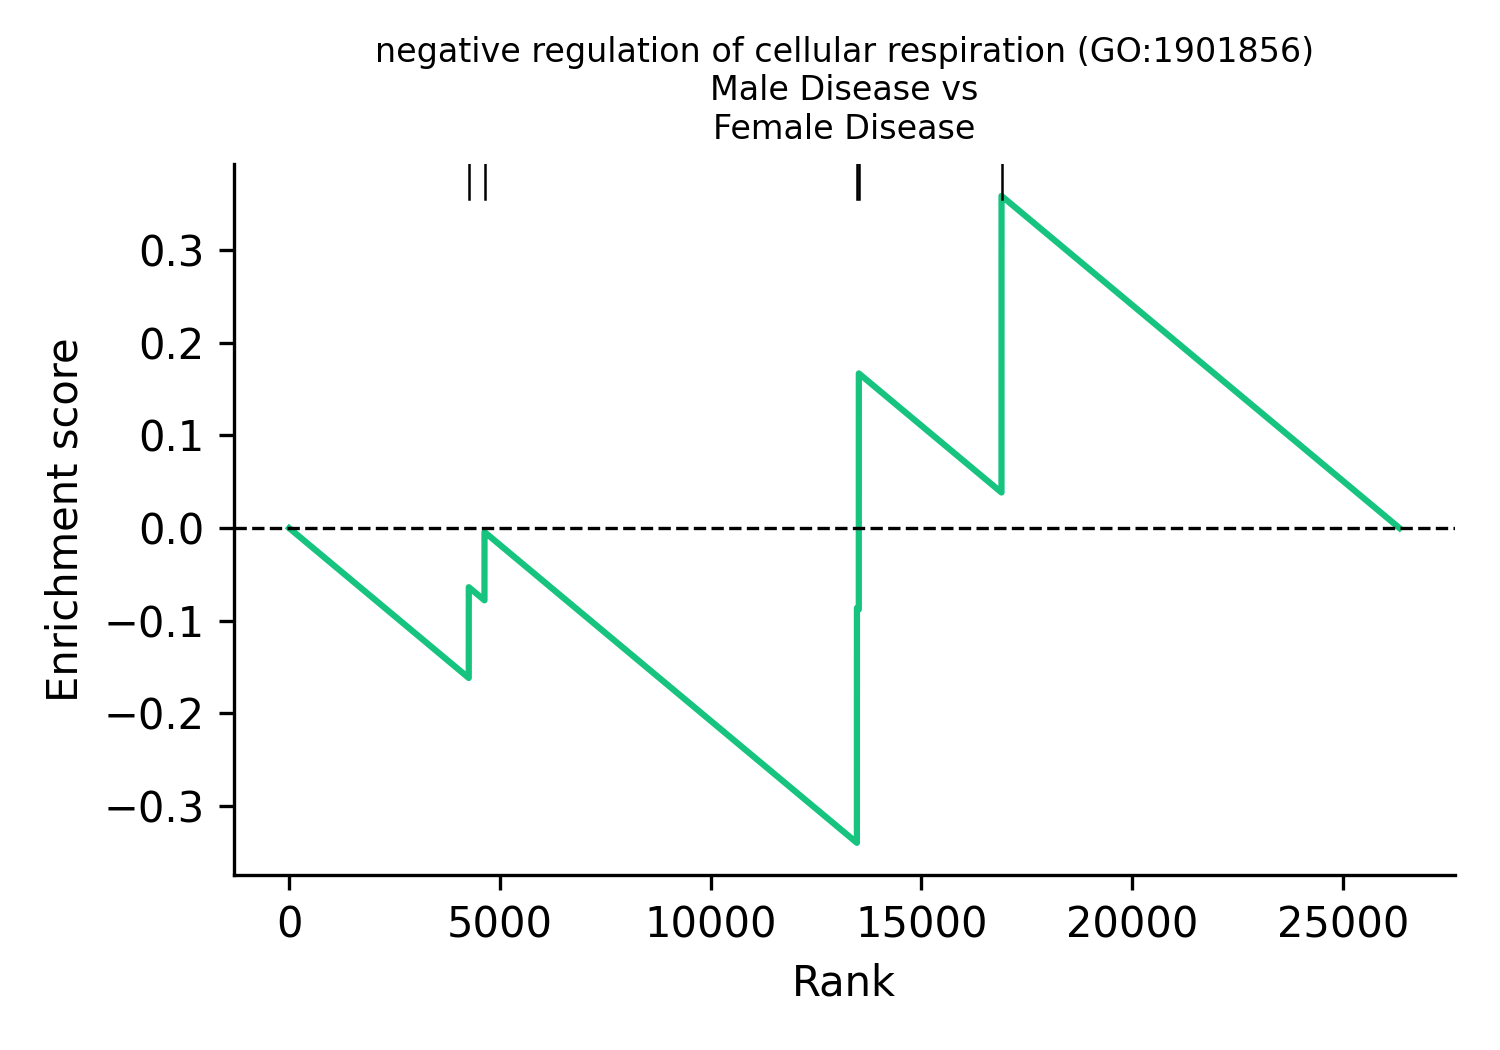 negative regulation of cellular respiration (GO:1901856)
Male Disease vs
Female Disease
Enrichment score
0.3
0.2
0.1
0.0
−0.1
−0.2
−0.3
0 5000 10000 15000 20000 25000
Rank